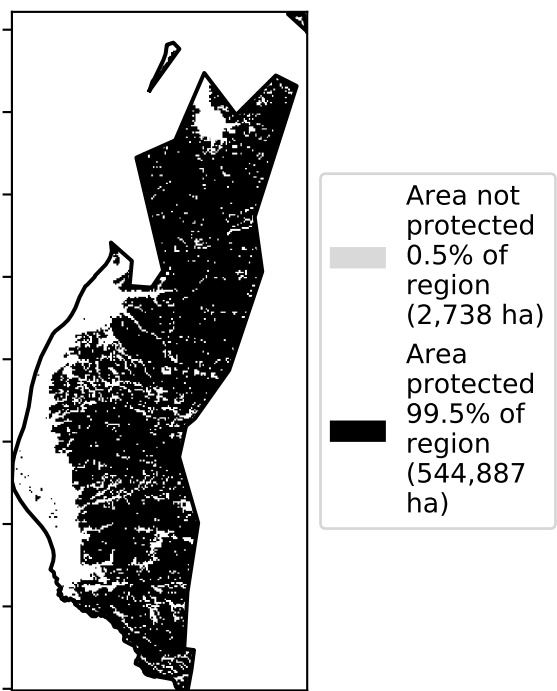 Area not
protected
0.5% of
region
(2,738 ha)
Area
protected
99.5% of
region
(544,887
ha)